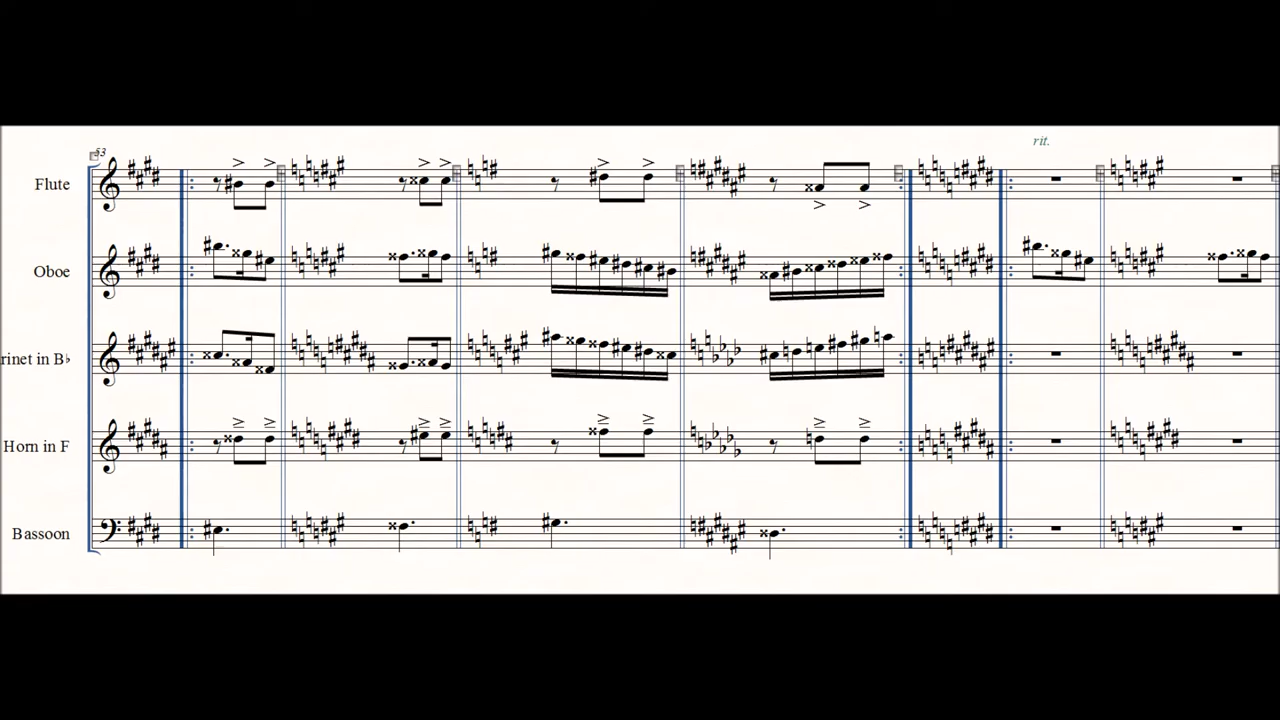 rit.
53
Flute
Oboe
rinet in B♭
Horn in F
Bassoon